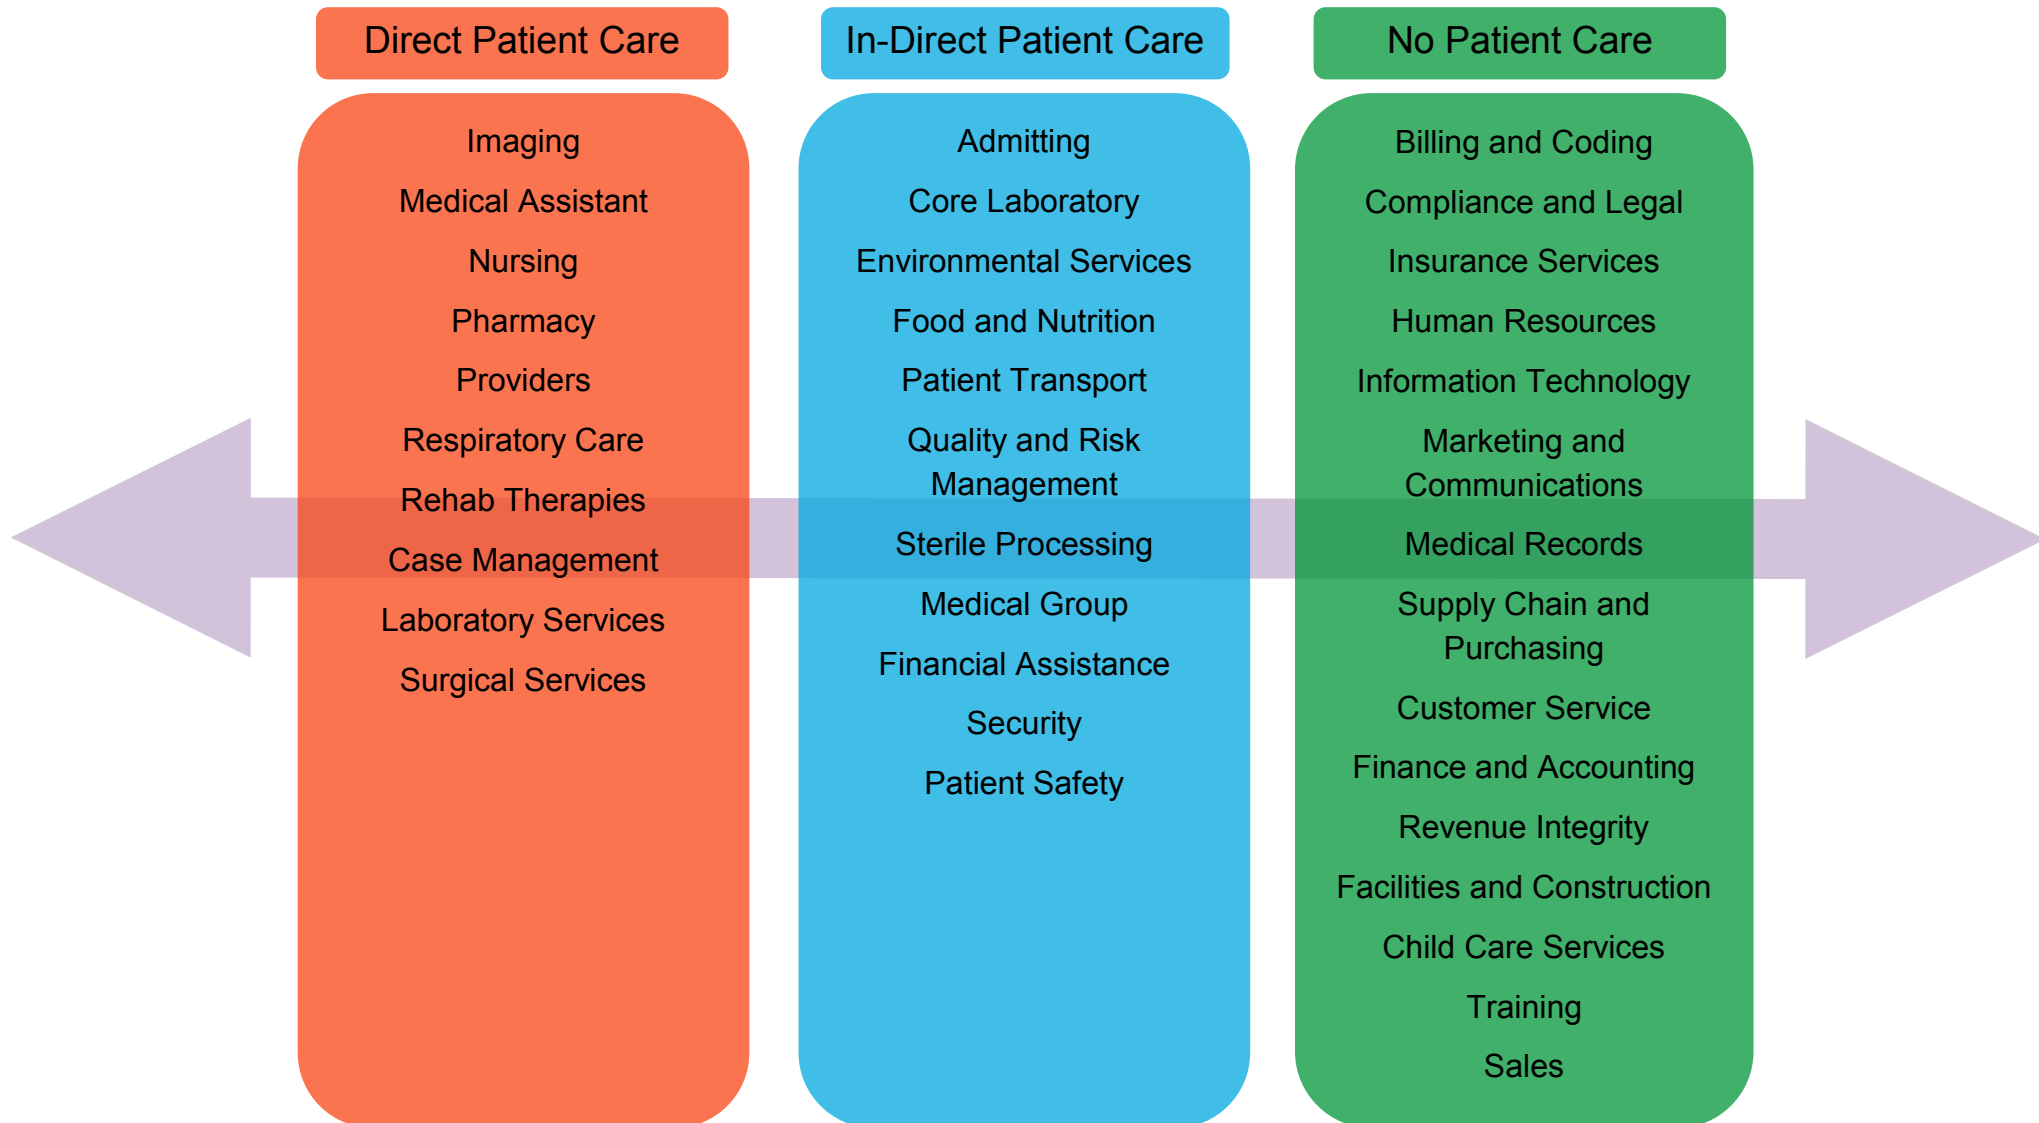 Direct Patient Care
Imaging
Medical Assistant
Nursing
Pharmacy
Providers
Respiratory Care
Rehab Therapies
Case Management
Laboratory Services
Surgical Services
In-Direct Patient Care
Admitting
Core Laboratory
Environmental Services
Food and Nutrition
Patient Transport
Quality and Risk
Management
Sterile Processing
Medical Group
Financial Assistance
Security
Patient Safety
No Patient Care
Billing and Coding
Compliance and Legal
Insurance Services
Human Resources
Information Technology
Marketing and
Communications
Medical Records
Supply Chain and
Purchasing
Customer Service
Finance and Accounting
Revenue Integrity
Facilities and Construction
Child Care Services
Training
Sales